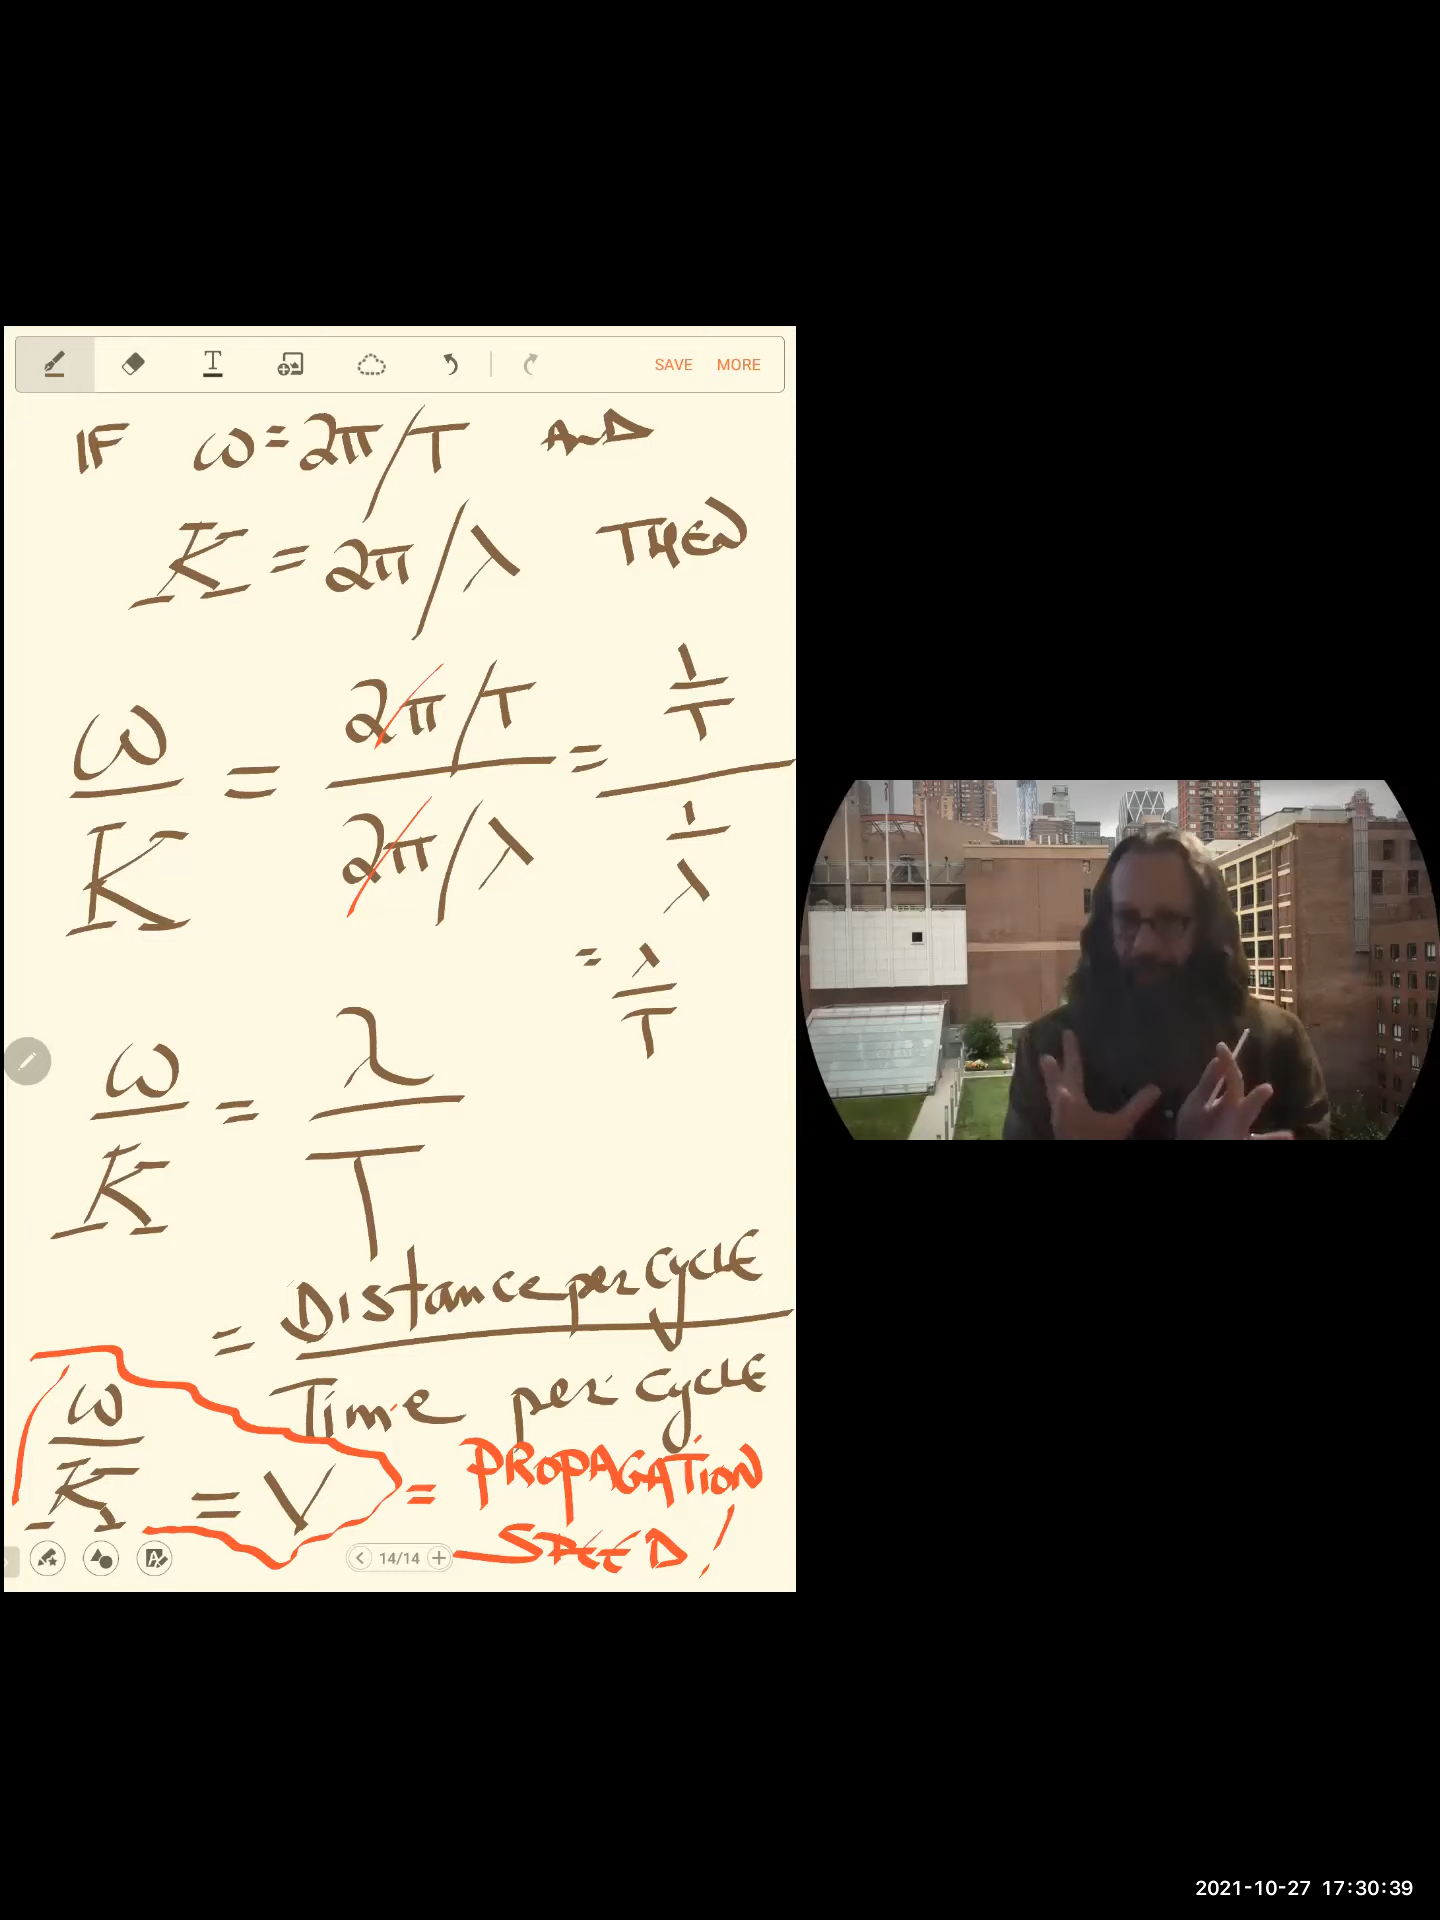 SAVE MORE
IF ω=2π/T AND
K=2π/λ THEN
ω/K = (2π/T)/(2π/λ) = (1/T)/(1/λ)
= λ/T
ω/K = λ/T
= Distance per cycle
Time per cycle
ω/K = V = PROPAGATION
SPEED!
14/14
2021-10-27 17:30:39